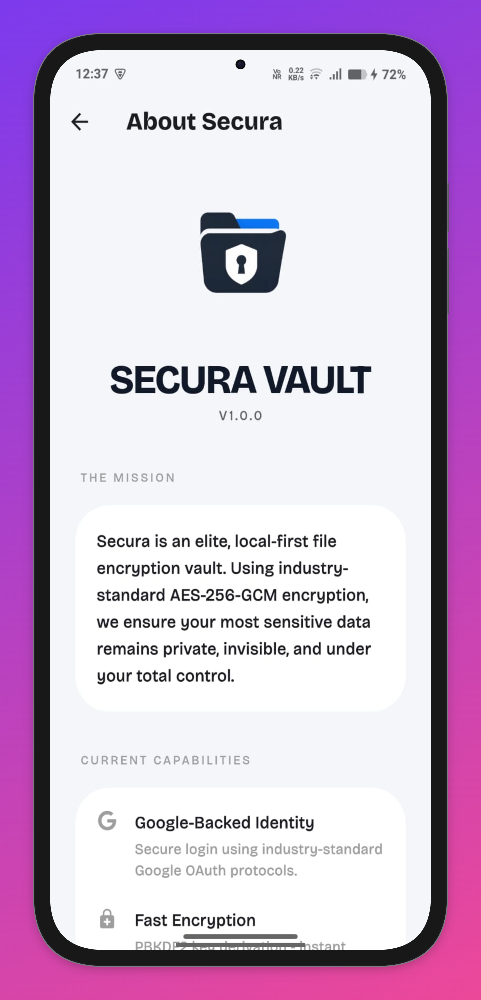 12:37
Vo
NR
0.22
KB/s
72%
About Secura
SECURA VAULT
V1.0.0
THE MISSION
Secura is an elite, local-first file
encryption vault. Using industry-
standard AES-256-GCM encryption,
we ensure your most sensitive data
remains private, invisible, and under
your total control.
CURRENT CAPABILITIES
Google-Backed Identity
Secure login using industry-standard
Google OAuth protocols.
Fast Encryption
PBKDF2 key derivation - instant